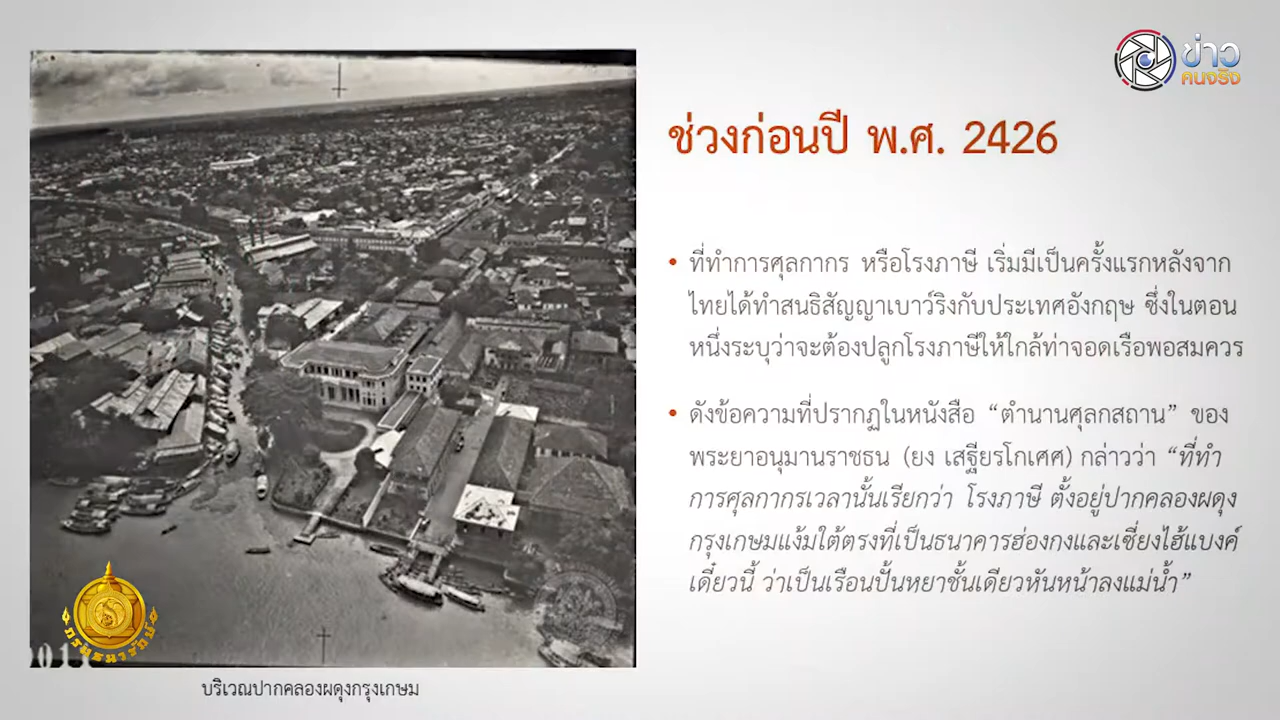 ข่าว
คนจริง
ช่วงก่อนปี พ.ศ. 2426
• ที่ทำการศุลกากร หรือโรงภาษี เริ่มมีเป็นครั้งแรกหลังจาก
ไทยได้ทำสนธิสัญญาเบาว์ริงกับประเทศอังกฤษ ซึ่งในตอน
หนึ่งระบุว่าจะต้องปลูกโรงภาษีให้ใกล้ท่าจอดเรือพอสมควร
• ดังข้อความที่ปรากฏในหนังสือ “ตำนานศุลกสถาน” ของ
พระยาอนุมานราชธน (ยง เสฐียรโกเศศ) กล่าวว่า “ที่ทำ
การศุลกากรเวลานั้นเรียกว่า โรงภาษี ตั้งอยู่ปากคลองผดุง
กรุงเกษมแง้มใต้ตรงที่เป็นธนาคารฮ่องกงและเซี่ยงไฮ้แบงค์
เดี๋ยวนี้ ว่าเป็นเรือนปั้นหยาชั้นเดียวหันหน้าลงแม่น้ำ”
กรมธนารักษ์
บริเวณปากคลองผดุงกรุงเกษม